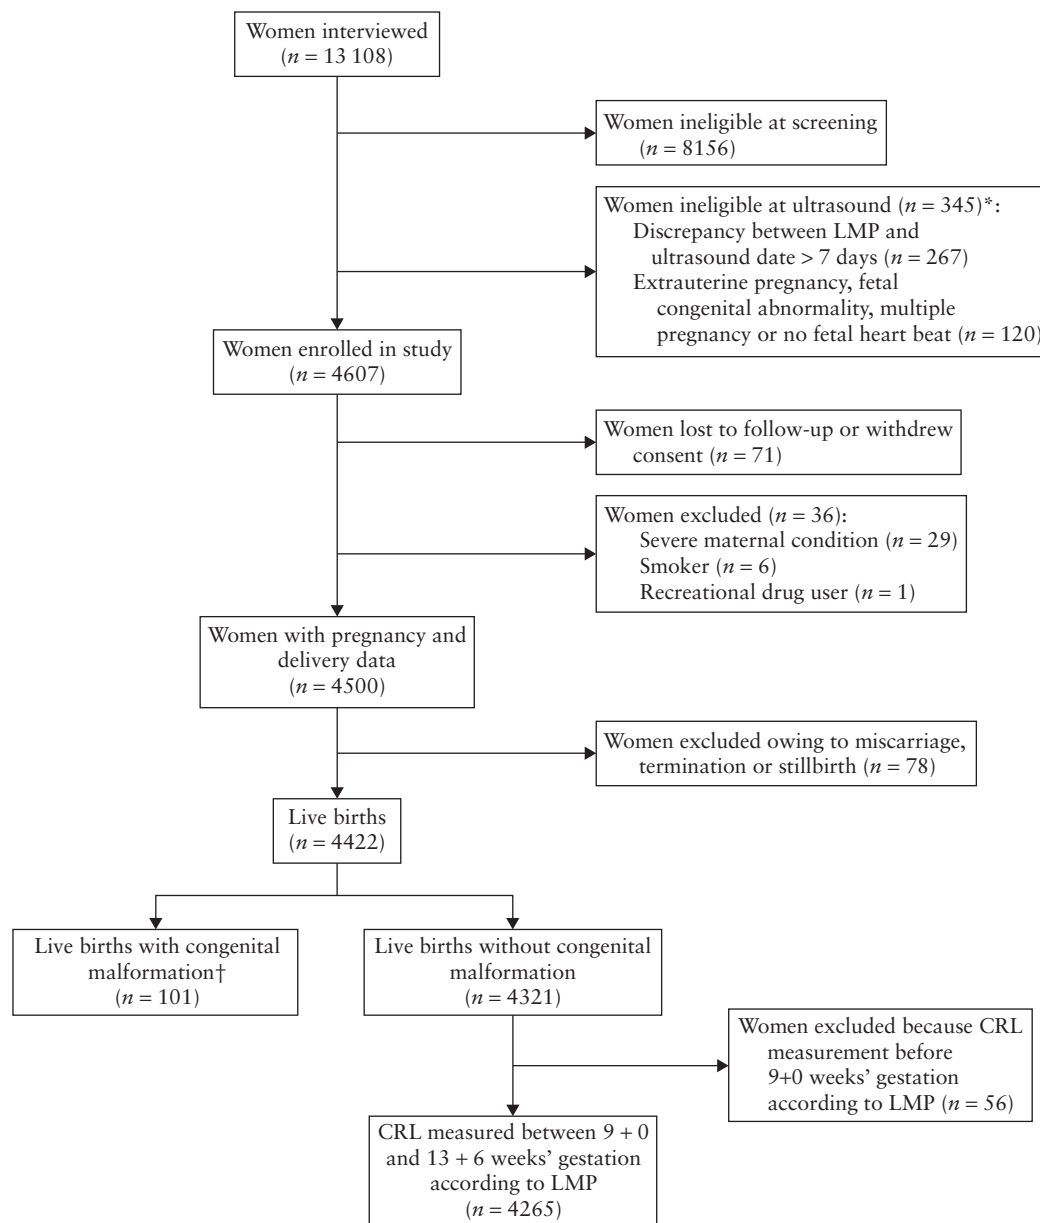 Women interviewed
(n = 13 108)
Women ineligible at screening
(n = 8156)
Women ineligible at ultrasound (n = 345)*:
Discrepancy between LMP and
ultrasound date > 7 days (n = 267)
Extrauterine pregnancy, fetal
congenital abnormality, multiple
pregnancy or no fetal heart beat (n = 120)
Women enrolled in study
(n = 4607)
Women lost to follow-up or withdrew
consent (n = 71)
Women excluded (n = 36):
Severe maternal condition (n = 29)
Smoker (n = 6)
Recreational drug user (n = 1)
Women with pregnancy and
delivery data
(n = 4500)
Women excluded owing to miscarriage,
termination or stillbirth (n = 78)
Live births
(n = 4422)
Live births with congenital
malformation†
(n = 101)
Live births without congenital
malformation
(n = 4321)
Women excluded because CRL
measurement before
9+0 weeks’ gestation
according to LMP (n = 56)
CRL measured between 9 + 0
and 13 + 6 weeks’ gestation
according to LMP
(n = 4265)